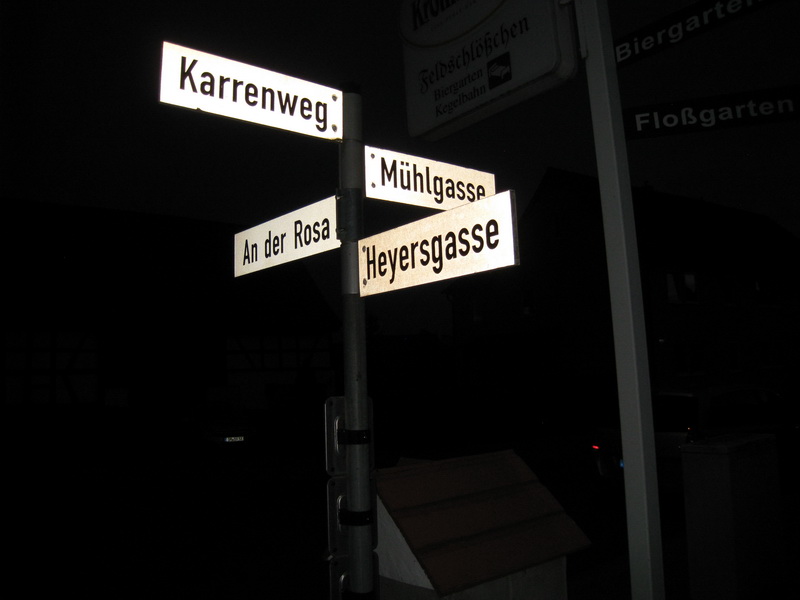 Karrenweg
Mühlgasse
An der Rosa
Heyersgasse
Feldschlößchen
Biergarten
Kegelbahn
Biergarten
Floßgarten